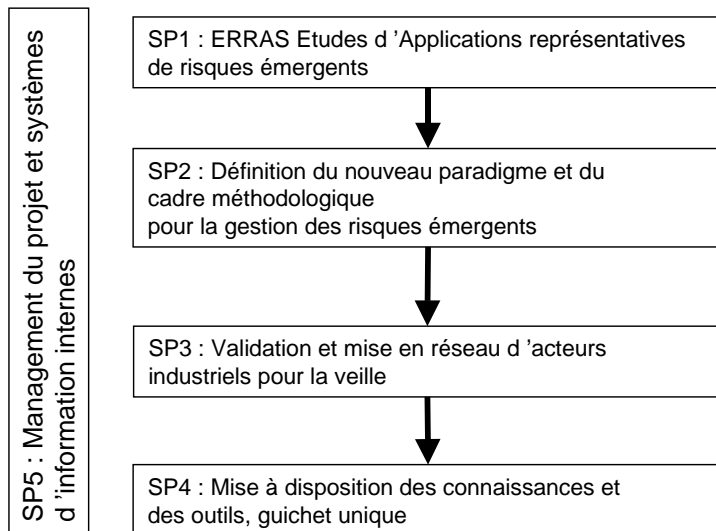 SP5 : Management du projet et systèmes
d ’information internes
SP1 : ERRAS Etudes d ’Applications représentatives
de risques émergents
SP2 : Définition du nouveau paradigme et du
cadre méthodologique
pour la gestion des risques émergents
SP3 : Validation et mise en réseau d ’acteurs
industriels pour la veille
SP4 : Mise à disposition des connaissances et
des outils, guichet unique